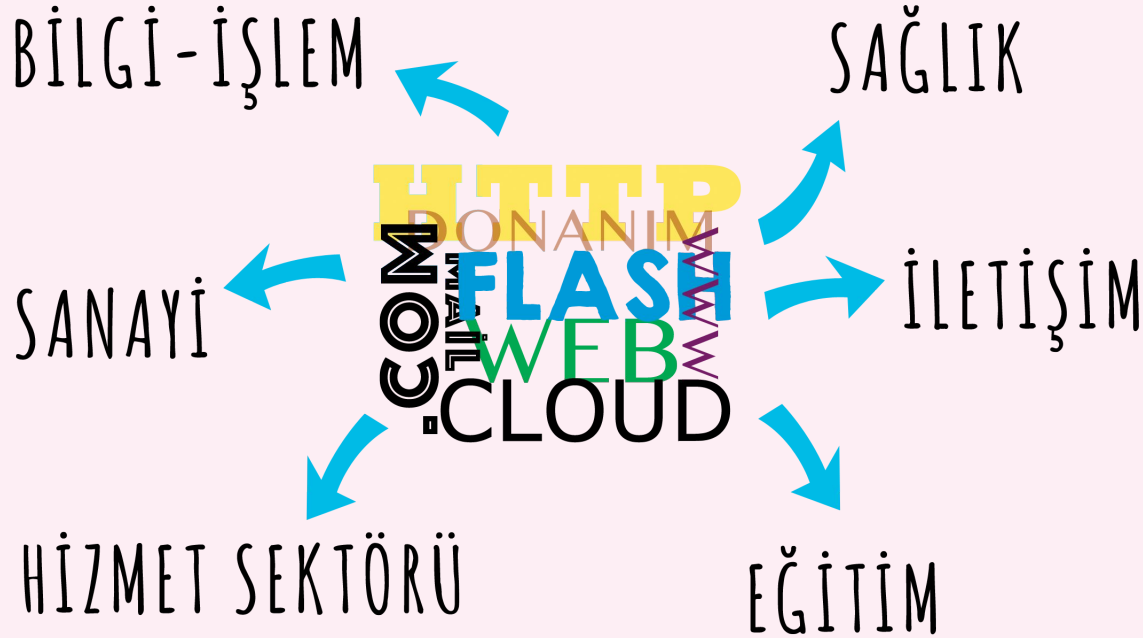 BİLGİ-İŞLEM
SAĞLIK
HTTP
DONANIM
.COM
MAİL
FLASH
WWW
WEB
CLOUD
SANAYİ
İLETİŞİM
HİZMET SEKTÖRÜ
EĞİTİM